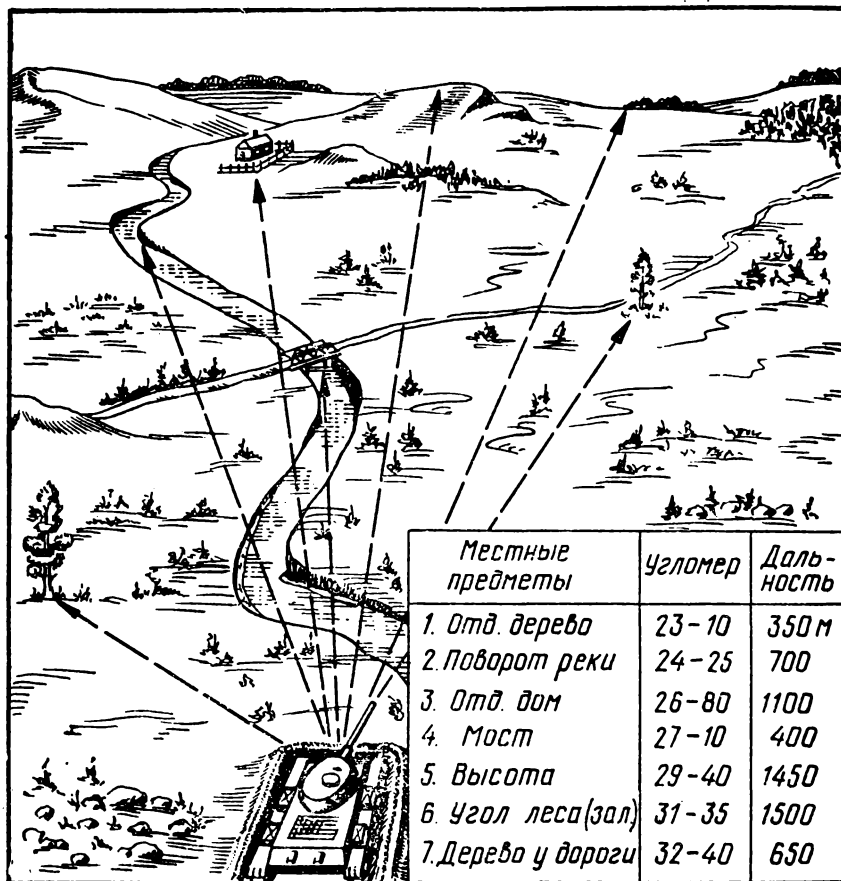 Местные предметы | Угломер | Даль-ность
1. Отд. дерево | 23-10 | 350 м
2. Поворот реки | 24-25 | 700
3. Отд. дом | 26-80 | 1100
4. Мост | 27-10 | 400
5. Высота | 29-40 | 1450
6. Угол леса (зап) | 31-35 | 1500
7. Дерево у дороги | 32-40 | 650